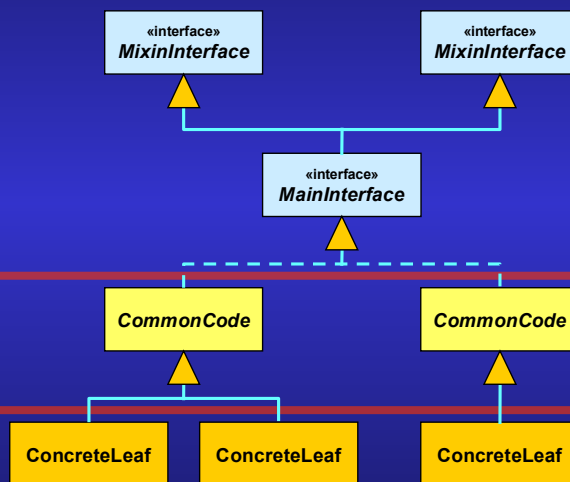 «interface»
MixinInterface
«interface»
MixinInterface
«interface»
MainInterface
CommonCode
CommonCode
ConcreteLeaf
ConcreteLeaf
ConcreteLeaf